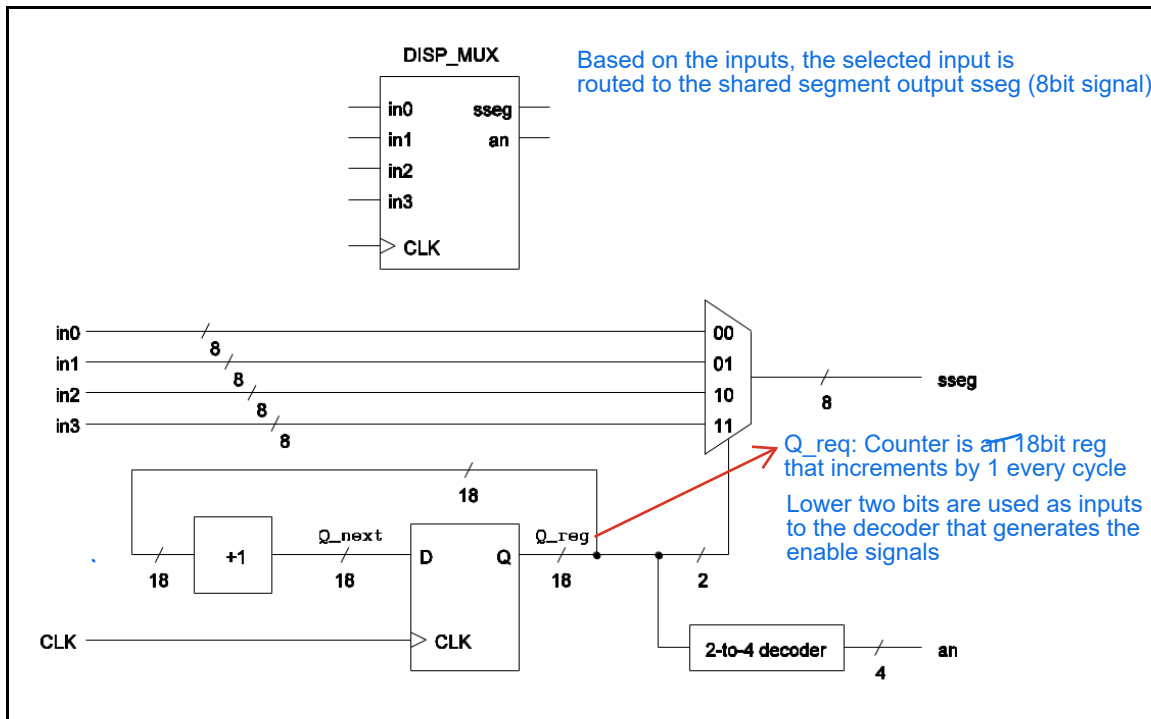 DISP_MUX
Based on the inputs, the selected input is
routed to the shared segment output sseg (8bit signal)
in0
sseg
in1
an
in2
in3
CLK
in0
8
00
in1
8
01
sseg
in2
8
10
8
in3
8
11
Q_req: Counter is an 18bit reg
that increments by 1 every cycle
18
Lower two bits are used as inputs
to the decoder that generates the
enable signals
+1
Q_next
D
Q
Q_reg
18
18
18
2
CLK
CLK
2-to-4 decoder
an
4